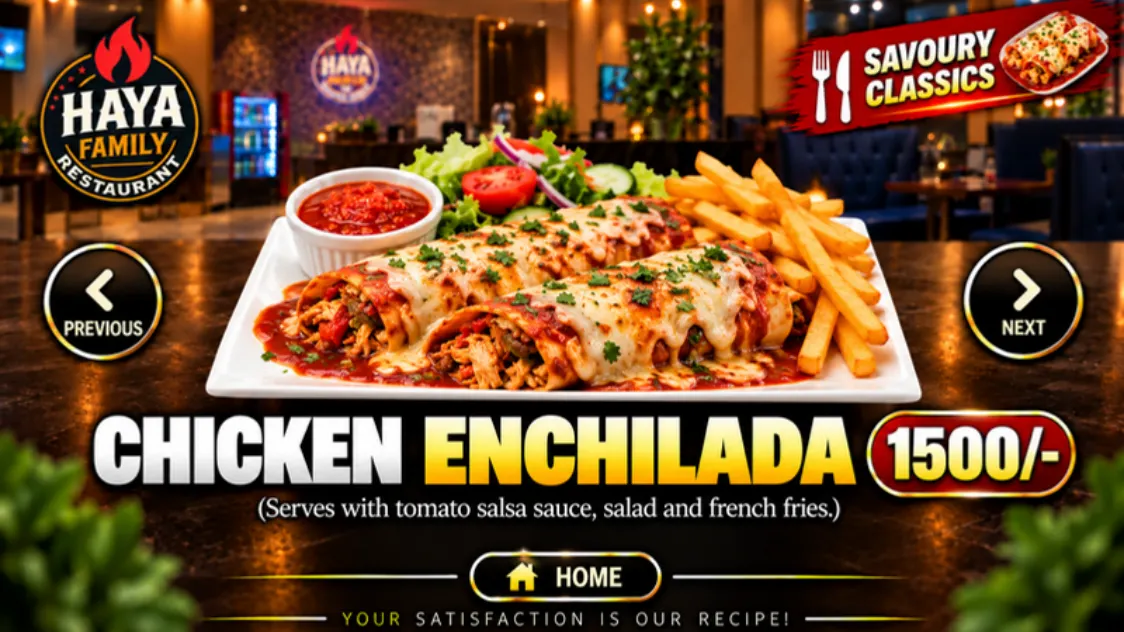 HAYA
FAMILY
RESTAURANT
HAYA
SAVOURY
CLASSICS
PREVIOUS
NEXT
CHICKEN ENCHILADA 1500/-
(Serves with tomato salsa sauce, salad and french fries.)
HOME
YOUR SATISFACTION IS OUR RECIPE!